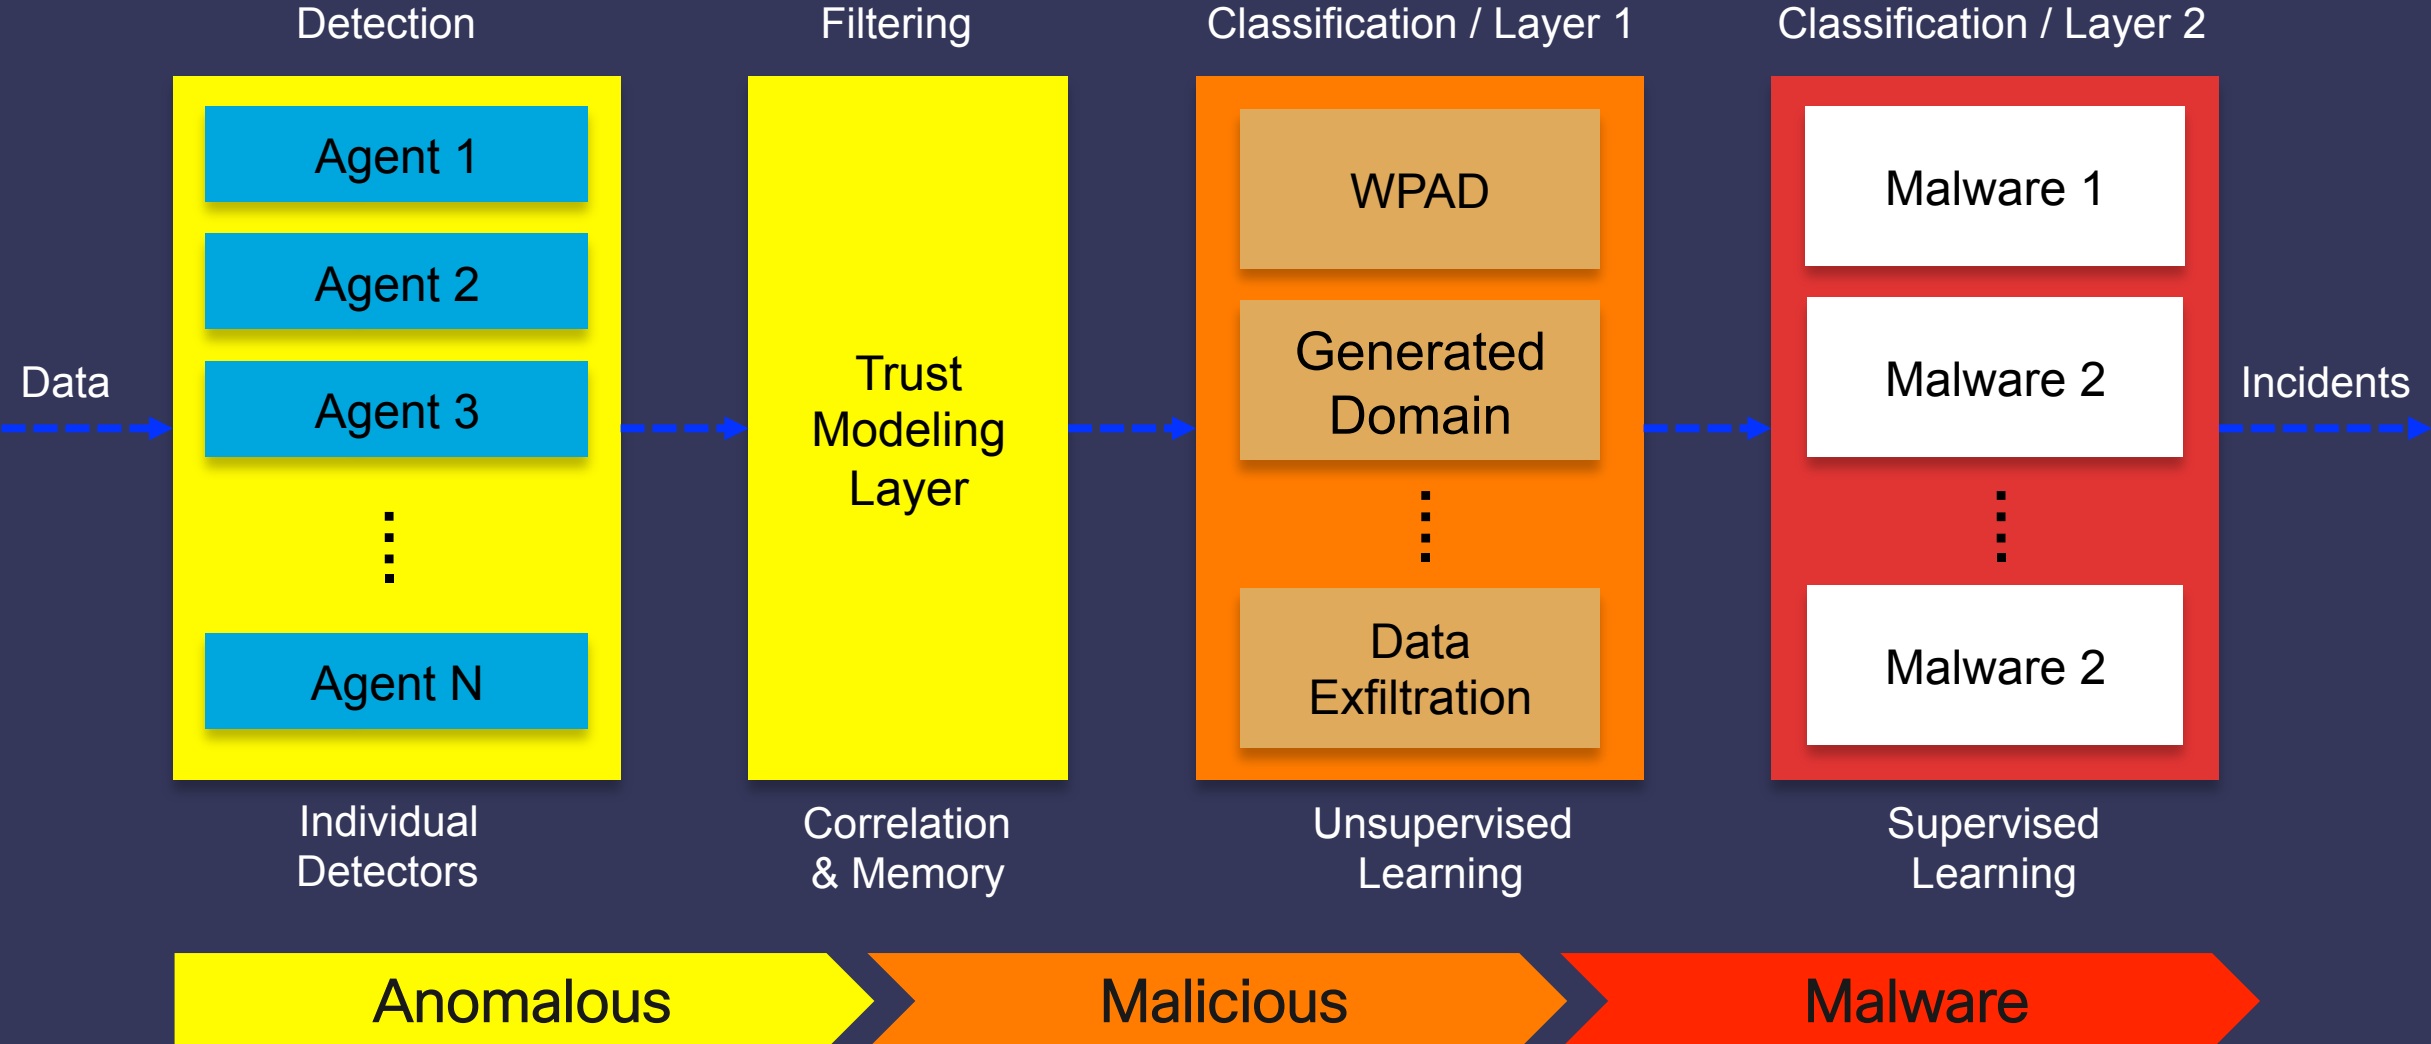 Detection
Filtering
Classification / Layer 1
Classification / Layer 2
Data
Agent 1
Agent 2
Agent 3
Agent N
Trust
Modeling
Layer
WPAD
Generated
Domain
Data
Exfiltration
Malware 1
Malware 2
Malware 2
Incidents
Individual
Detectors
Correlation
& Memory
Unsupervised
Learning
Supervised
Learning
Anomalous
Malicious
Malware